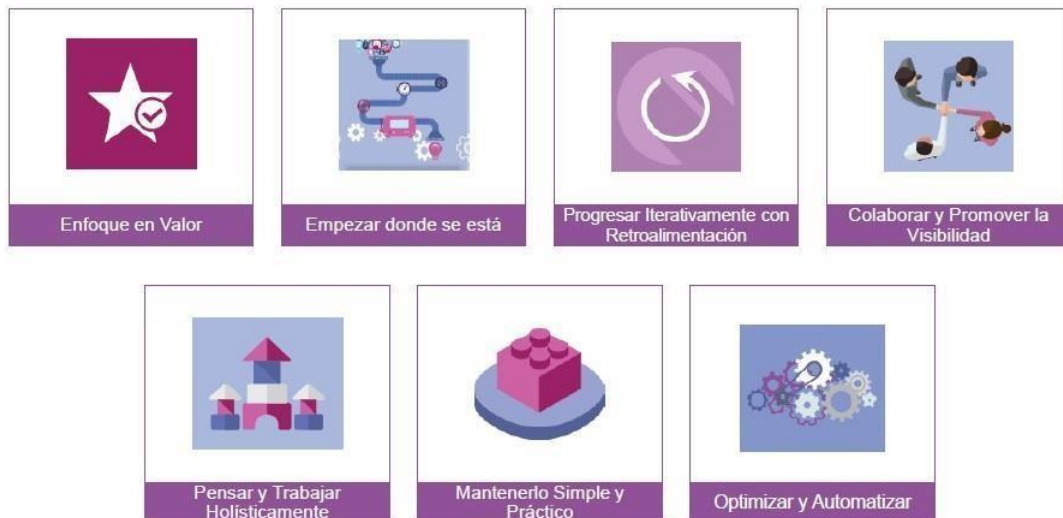 Enfoque en Valor
Empezar donde se está
Progresar Iterativamente con
Retroalimentación
Colaborar y Promover la
Visibilidad
Pensar y Trabajar
Holísticamente
Mantenerlo Simple y
Práctico
Optimizar y Automatizar